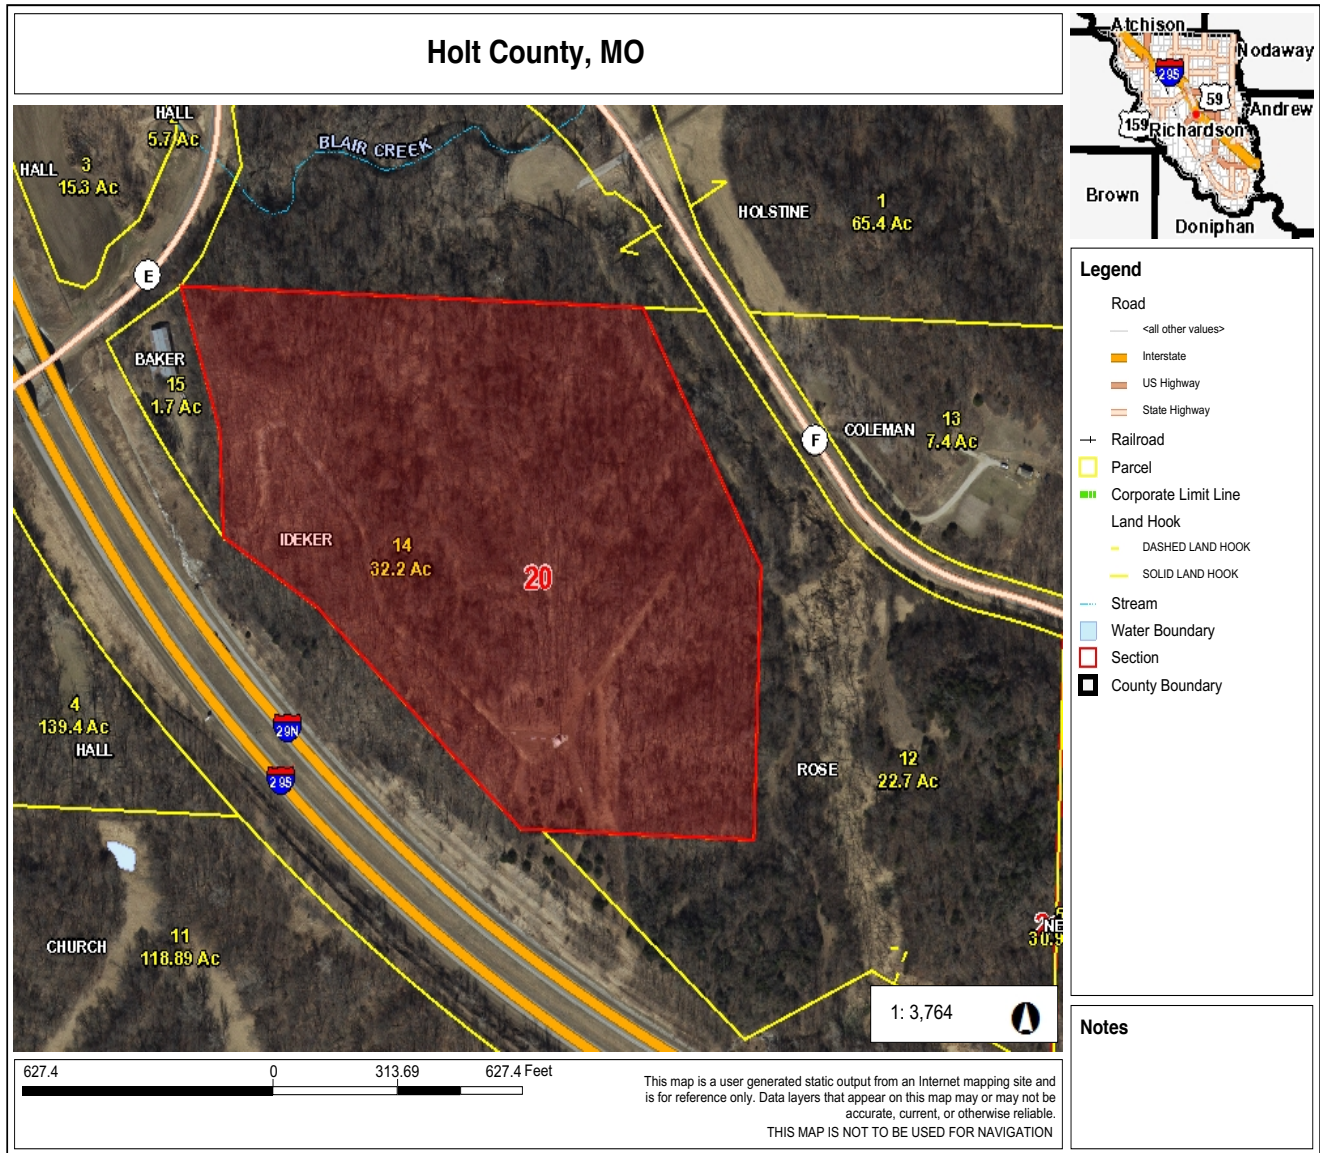 Holt County, MO
Atchison
Nodaway
29S
59
Andrew
159
Richardson
Brown
Doniphan
HALL
2
5.7 Ac
BLAIR CREEK
HALL
3
15.3 Ac
1
65.4 Ac
HOLSTINE
E
BAKER
15
1.7 Ac
F
COLEMAN
13
7.4 Ac
IDEKER
14
32.2 Ac
20
4
139.4 Ac
HALL
29N
29S
ROSE
12
22.7 Ac
CHURCH
11
118.89 Ac
NE
30.9
1: 3,764
Legend
Road
<all other values>
Interstate
US Highway
State Highway
Railroad
Parcel
Corporate Limit Line
Land Hook
DASHED LAND HOOK
SOLID LAND HOOK
Stream
Water Boundary
Section
County Boundary
Notes
627.4 0 313.69 627.4 Feet
This map is a user generated static output from an Internet mapping site and
is for reference only. Data layers that appear on this map may or may not be
accurate, current, or otherwise reliable.
THIS MAP IS NOT TO BE USED FOR NAVIGATION